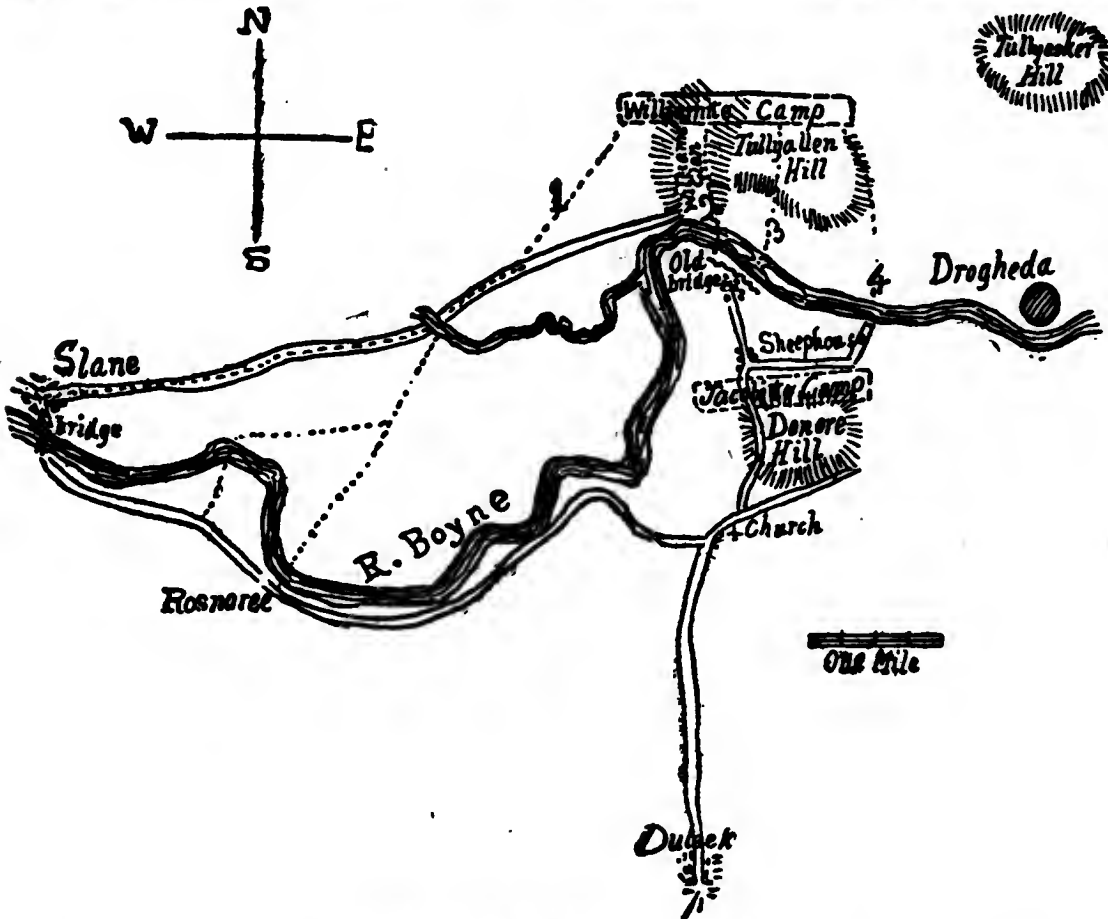 N
W E
S
Tullyesker
Hill
Williamite Camp
Tullyallen
Hill
1
2
3
4
Old
bridge
Drogheda
Sheephouse
Slane
bridge
Jacobite Camp
Donore
Hill
R. Boyne
Church
Rosnaree
One Mile
Duleek